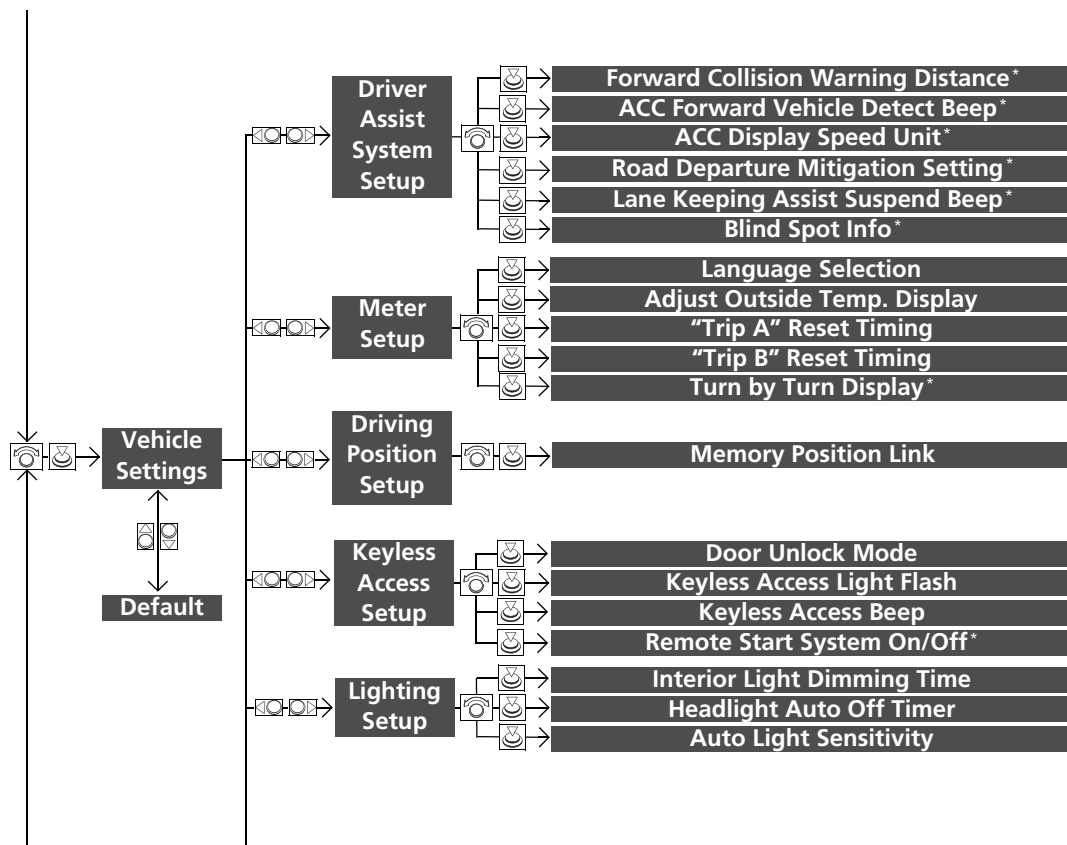 Driver
Assist
System
Setup
Forward Collision Warning Distance*
ACC Forward Vehicle Detect Beep*
ACC Display Speed Unit*
Road Departure Mitigation Setting*
Lane Keeping Assist Suspend Beep*
Blind Spot Info*
Meter
Setup
Language Selection
Adjust Outside Temp. Display
“Trip A” Reset Timing
“Trip B” Reset Timing
Turn by Turn Display*
Vehicle
Settings
Default
Driving
Position
Setup
Memory Position Link
Keyless
Access
Setup
Door Unlock Mode
Keyless Access Light Flash
Keyless Access Beep
Remote Start System On/Off*
Lighting
Setup
Interior Light Dimming Time
Headlight Auto Off Timer
Auto Light Sensitivity